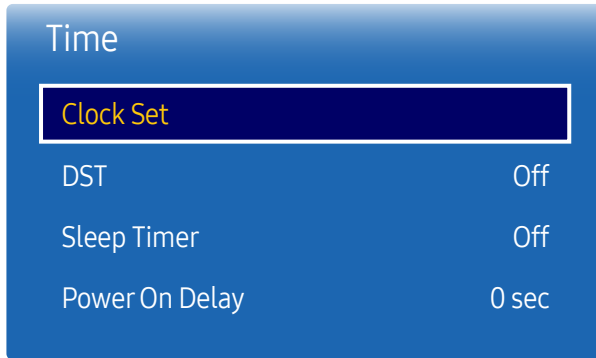 Time
Clock Set
DST Off
Sleep Timer Off
Power On Delay 0 sec